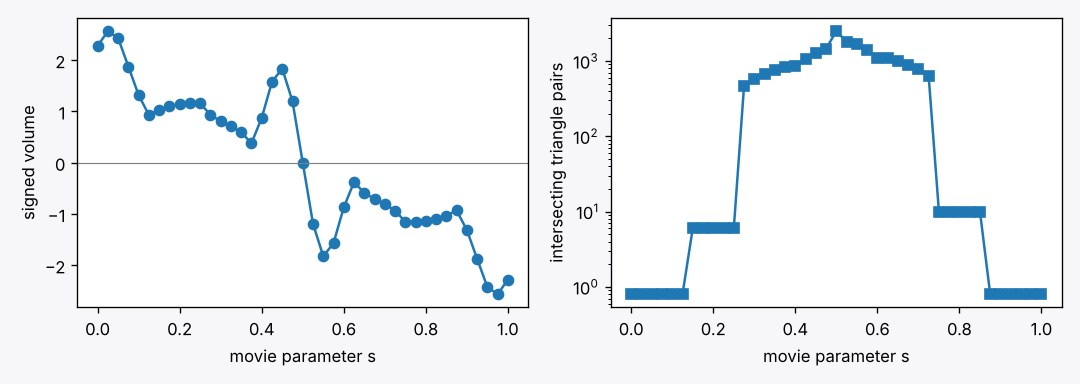 signed volume
2
1
0
−1
−2
0.0 0.2 0.4 0.6 0.8 1.0
movie parameter s
intersecting triangle pairs
10³
10²
10¹
10⁰
0.0 0.2 0.4 0.6 0.8 1.0
movie parameter s